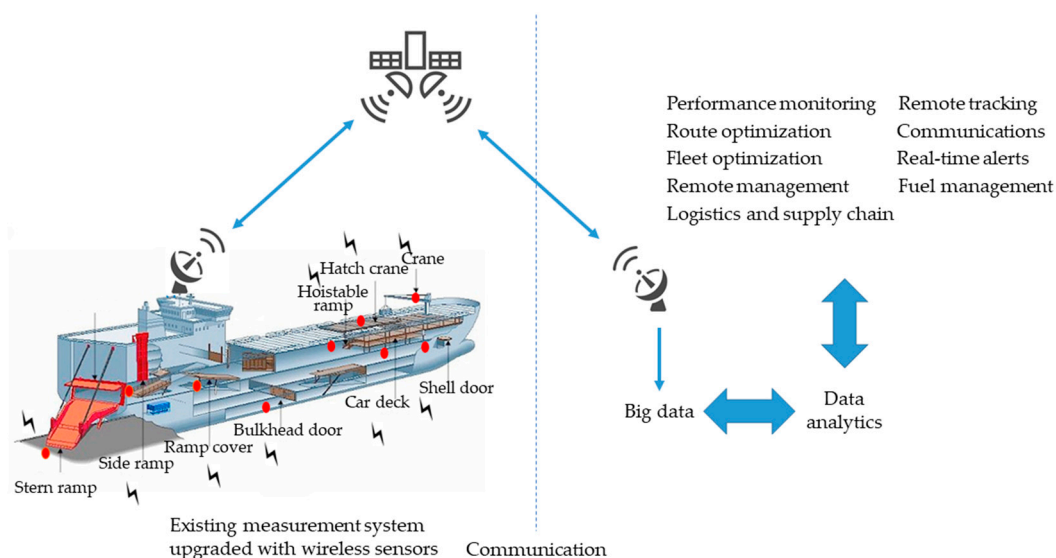 Performance monitoring
Remote tracking
Route optimization
Communications
Fleet optimization
Real-time alerts
Remote management
Fuel management
Logistics and supply chain
Crane
Hatch crane
Hoistable
ramp
Shell door
Car deck
Bulkhead door
Ramp cover
Side ramp
Stern ramp
Big data
Data
analytics
Existing measurement system
upgraded with wireless sensors
Communication